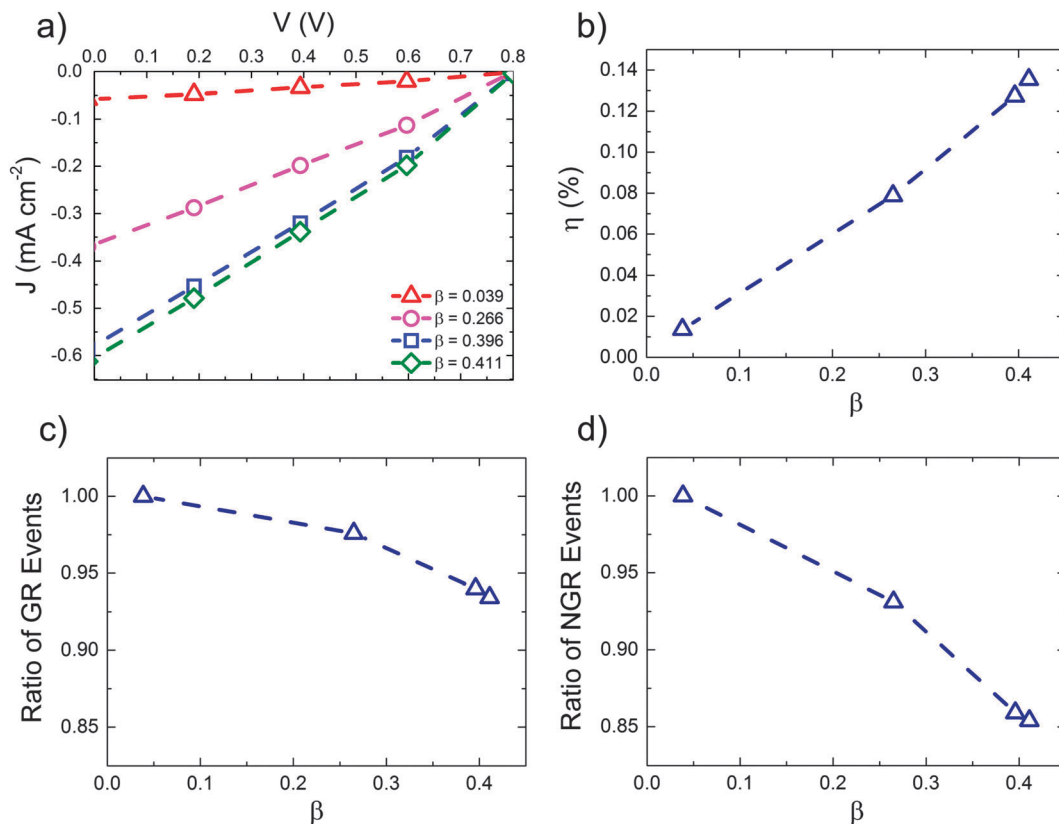 a)
V (V)
0.0 0.1 0.2 0.3 0.4 0.5 0.6 0.7 0.8
0.0
-0.1
-0.2
-0.3
-0.4
-0.5
-0.6
J (mA cm⁻²)
β = 0.039
β = 0.266
β = 0.396
β = 0.411
b)
0.14
0.12
0.10
0.08
0.06
0.04
0.02
0.00
η (%)
0.0 0.1 0.2 0.3 0.4
β
c)
1.00
0.95
0.90
0.85
Ratio of GR Events
0.0 0.1 0.2 0.3 0.4
β
d)
1.00
0.95
0.90
0.85
Ratio of NGR Events
0.0 0.1 0.2 0.3 0.4
β